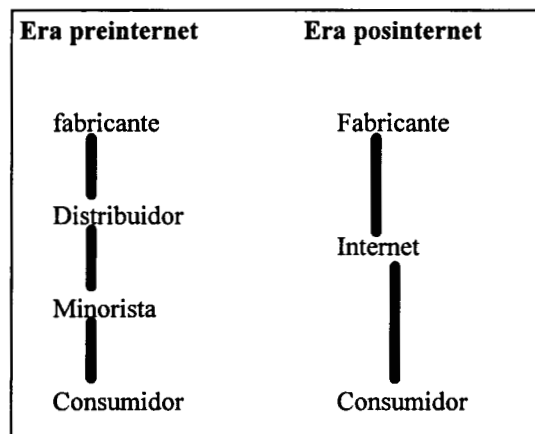 Era preinternet
Era posinternet
fabricante
Fabricante
Distribuidor
Internet
Minorista
Consumidor
Consumidor